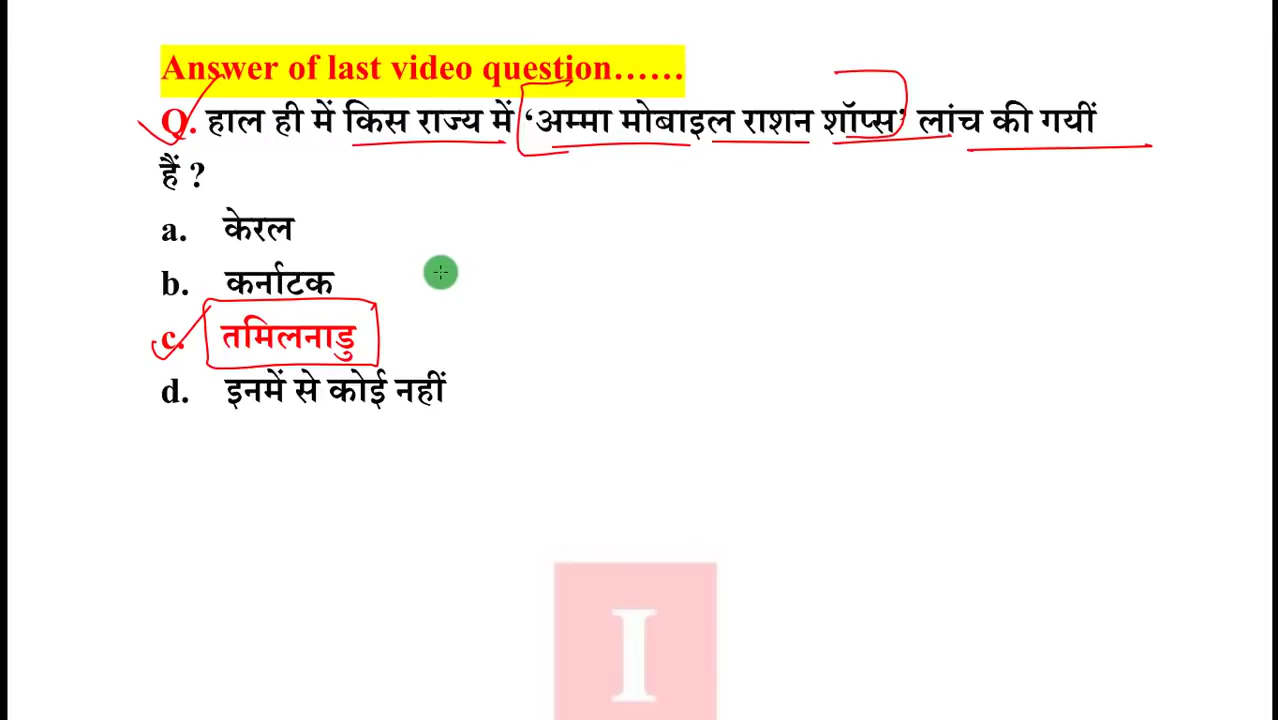 Answer of last video question......
Q. हाल ही में किस राज्य में ‘अम्मा मोबाइल राशन शॉप्स’ लांच की गयीं
हैं ?
a. केरल
b. कर्नाटक
c. तमिलनाडु
d. इनमें से कोई नहीं
I